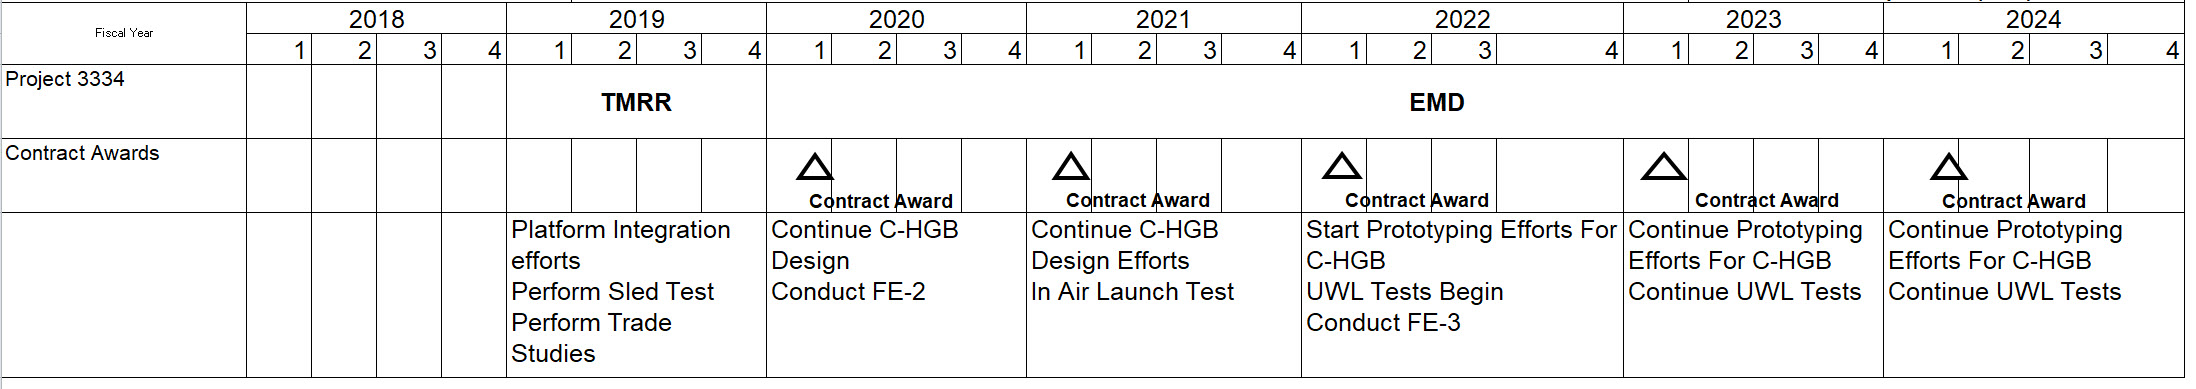 Fiscal Year 2018 2019 2020 2021 2022 2023 2024
1 2 3 4 1 2 3 4 1 2 3 4 1 2 3 4 1 2 3 4 1 2 3 4 1 2 3 4
Project 3334 TMRR EMD
Contract Awards
Contract Award Contract Award Contract Award Contract Award Contract Award
Platform Integration
efforts
Perform Sled Test
Perform Trade
Studies
Continue C-HGB
Design
Conduct FE-2
Continue C-HGB
Design Efforts
In Air Launch Test
Start Prototyping Efforts For
C-HGB
UWL Tests Begin
Conduct FE-3
Continue Prototyping
Efforts For C-HGB
Continue UWL Tests
Continue Prototyping
Efforts For C-HGB
Continue UWL Tests